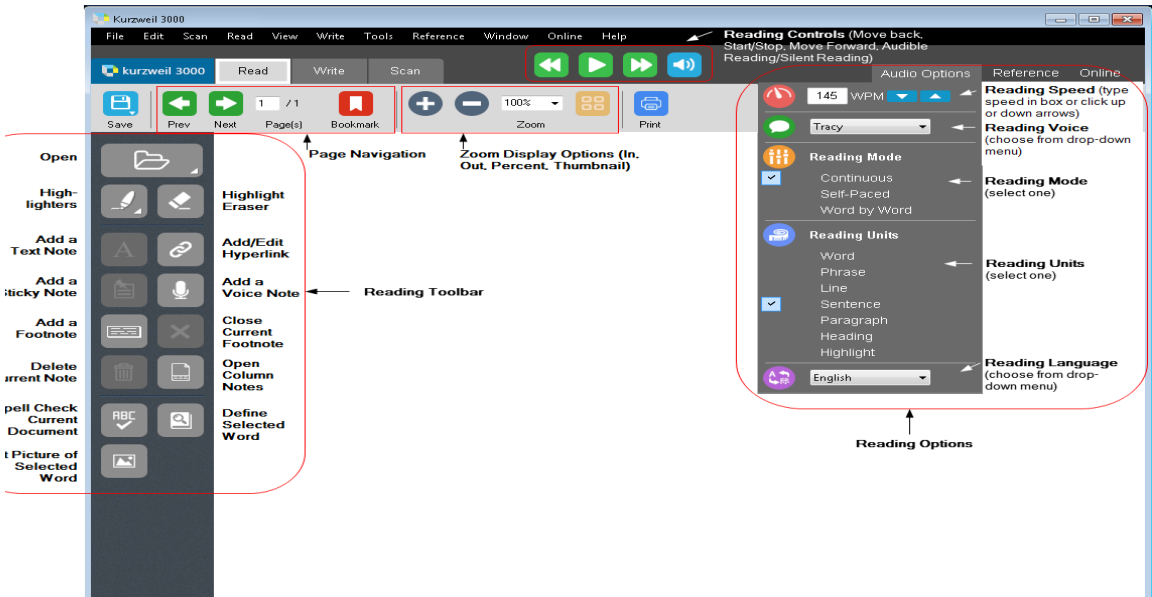 Kurzweil 3000
File Edit Scan Read View Write Tools Reference Window Online Help
Reading Controls (Move back,
Start/Stop, Move Forward, Audible
Reading/Silent Reading)
kurzweil 3000 Read Write Scan
Audio Options Reference Online
145 WPM
Reading Speed (type
speed in box or click up
or down arrows)
1 /1
100%
Save Prev Next Page(s) Bookmark Zoom Print
Tracy
Reading Voice
(choose from drop-down
menu)
Page Navigation
Zoom Display Options (In,
Out, Percent, Thumbnail)
Reading Mode
Continuous
Self-Paced
Word by Word
Reading Mode
(select one)
Reading Units
Word
Phrase
Line
Sentence
Paragraph
Heading
Highlight
Reading Units
(select one)
English
Reading Language
(choose from drop-
down menu)
Reading Options
Open
High-
lighters
Highlight
Eraser
Add a
Text Note
A
Add/Edit
Hyperlink
Add a
Sticky Note
Add a
Voice Note
Reading Toolbar
Add a
Footnote
Close
Current
Footnote
Delete
urrent Note
Open
Column
Notes
pell Check
Current
Document
ABC
Define
Selected
Word
t Picture of
Selected
Word